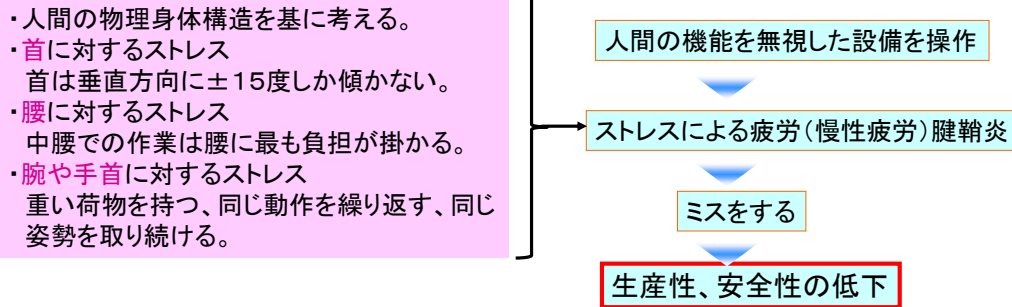 ・人間の物理身体構造を基に考える。
・首に対するストレス
首は垂直方向に±15度しか傾かない。
・腰に対するストレス
中腰での作業は腰に最も負担が掛かる。
・腕や手首に対するストレス
重い荷物を持つ、同じ動作を繰り返す、同じ
姿勢を取り続ける。
人間の機能を無視した設備を操作
ストレスによる疲労(慢性疲労)腱鞘炎
ミスをする
生産性、安全性の低下